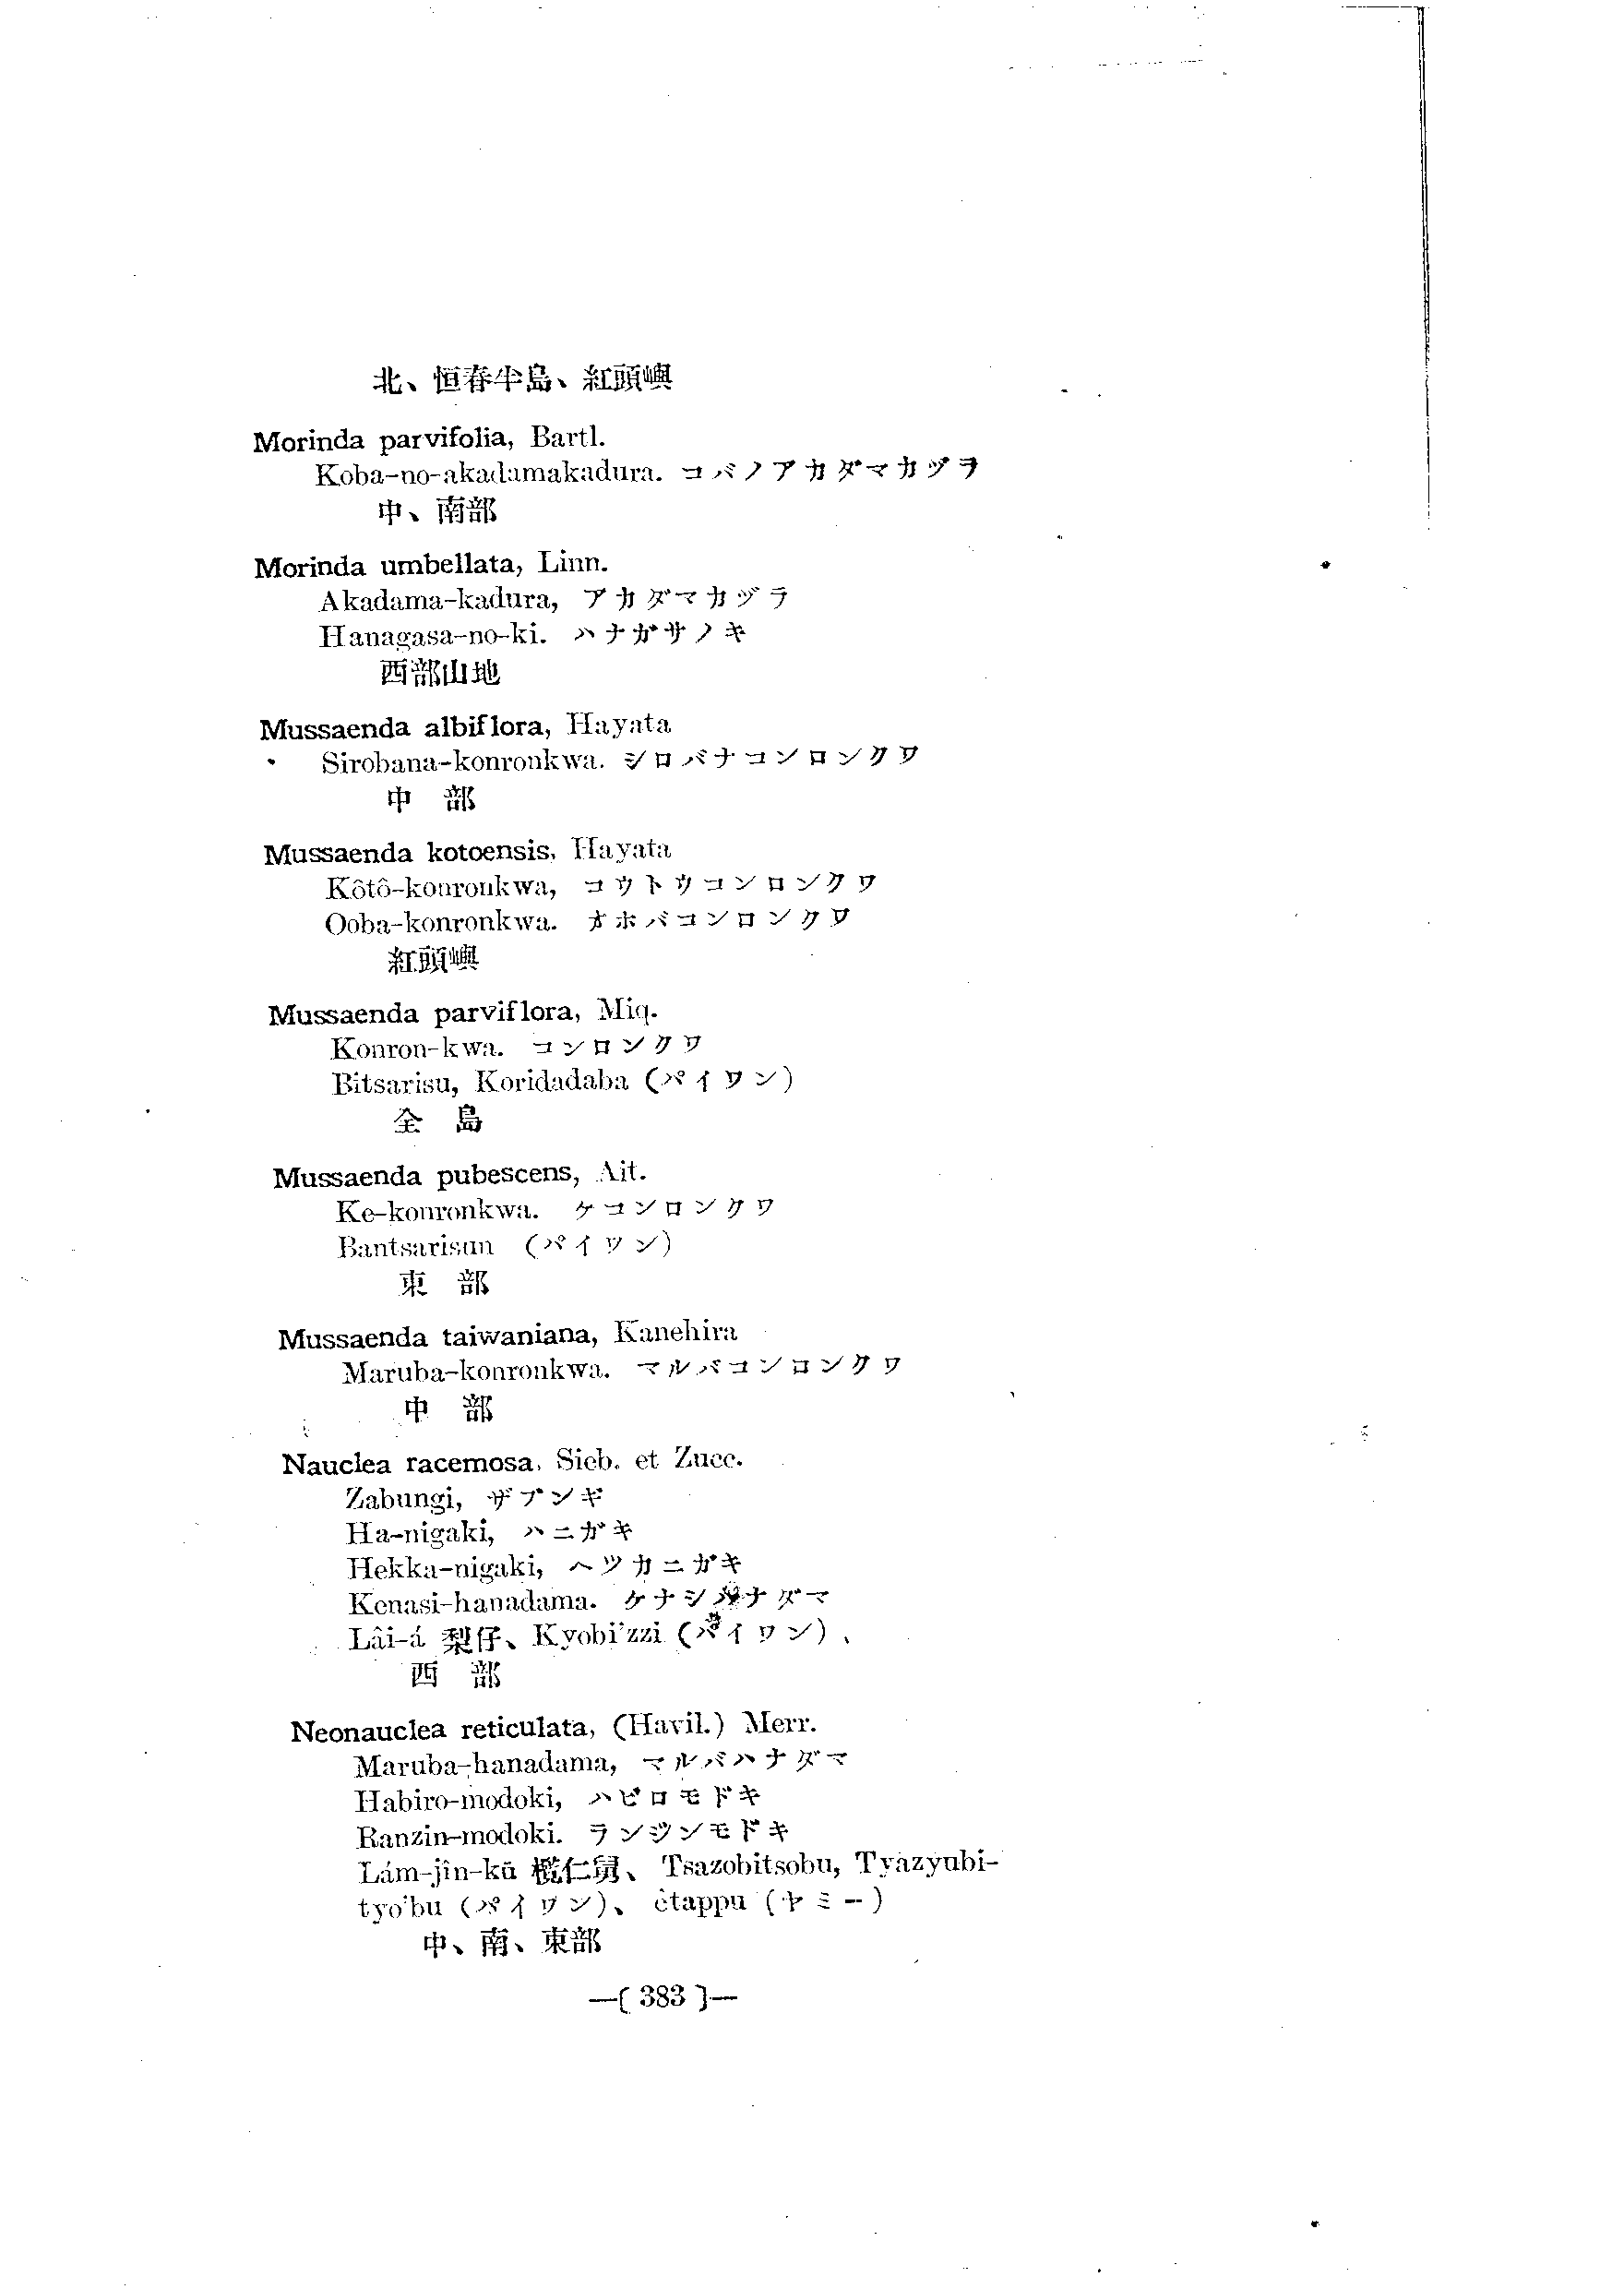 北、恒春半島、紅頭嶼
Morinda parvifolia, Bartl.
Koba-no-akadamakadura. コバノアカダマカヅラ
中、南部
Morinda umbellata, Linn.
Akadama-kadura, アカダマカヅラ
Hanagasa-no-ki. ハナガサノキ
西部山地
Mussaenda albiflora, Hayata
Sirobana-konronkwa. シロバナコンロンクワ
中 部
Mussaenda kotoensis, Hayata
Kôtô-konronkwa, コウトウコンロンクワ
Ooba-konronkwa. オホバコンロンクワ
紅頭嶼
Mussaenda parviflora, Miq.
Konron-kwa. コンロンクワ
Bitsarisu, Koridadaba (パイワン)
全 島
Mussaenda pubescens, Ait.
Ke-konronkwa. ケコンロンクワ
Bantsarisun (パイワン)
東 部
Mussaenda taiwaniana, Kanehira
Maruba-konronkwa. マルバコンロンクワ
中 部
Nauclea racemosa, Sieb. et Zucc.
Zabungi, ザブンギ
Ha-nigaki, ハニガキ
Hekka-nigaki, ヘツカニガキ
Kenasi-hanadama. ケナシハナダマ
Lâi-á 梨仔、Kyobi'zzi (パイワン)、
西 部
Neonauclea reticulata, (Havil.) Merr.
Maruba-hanadama, マルバハナダマ
Habiro-modoki, ハビロモドキ
Ranzin-modoki. ランジンモドキ
Lám-jîn-kū 欖仁舅、 Tsazobitsobu, Tyazyubi-
tyo'bu (パイワン)、 êtappu (ヤミー)
中、南、東部
—( 383 )—